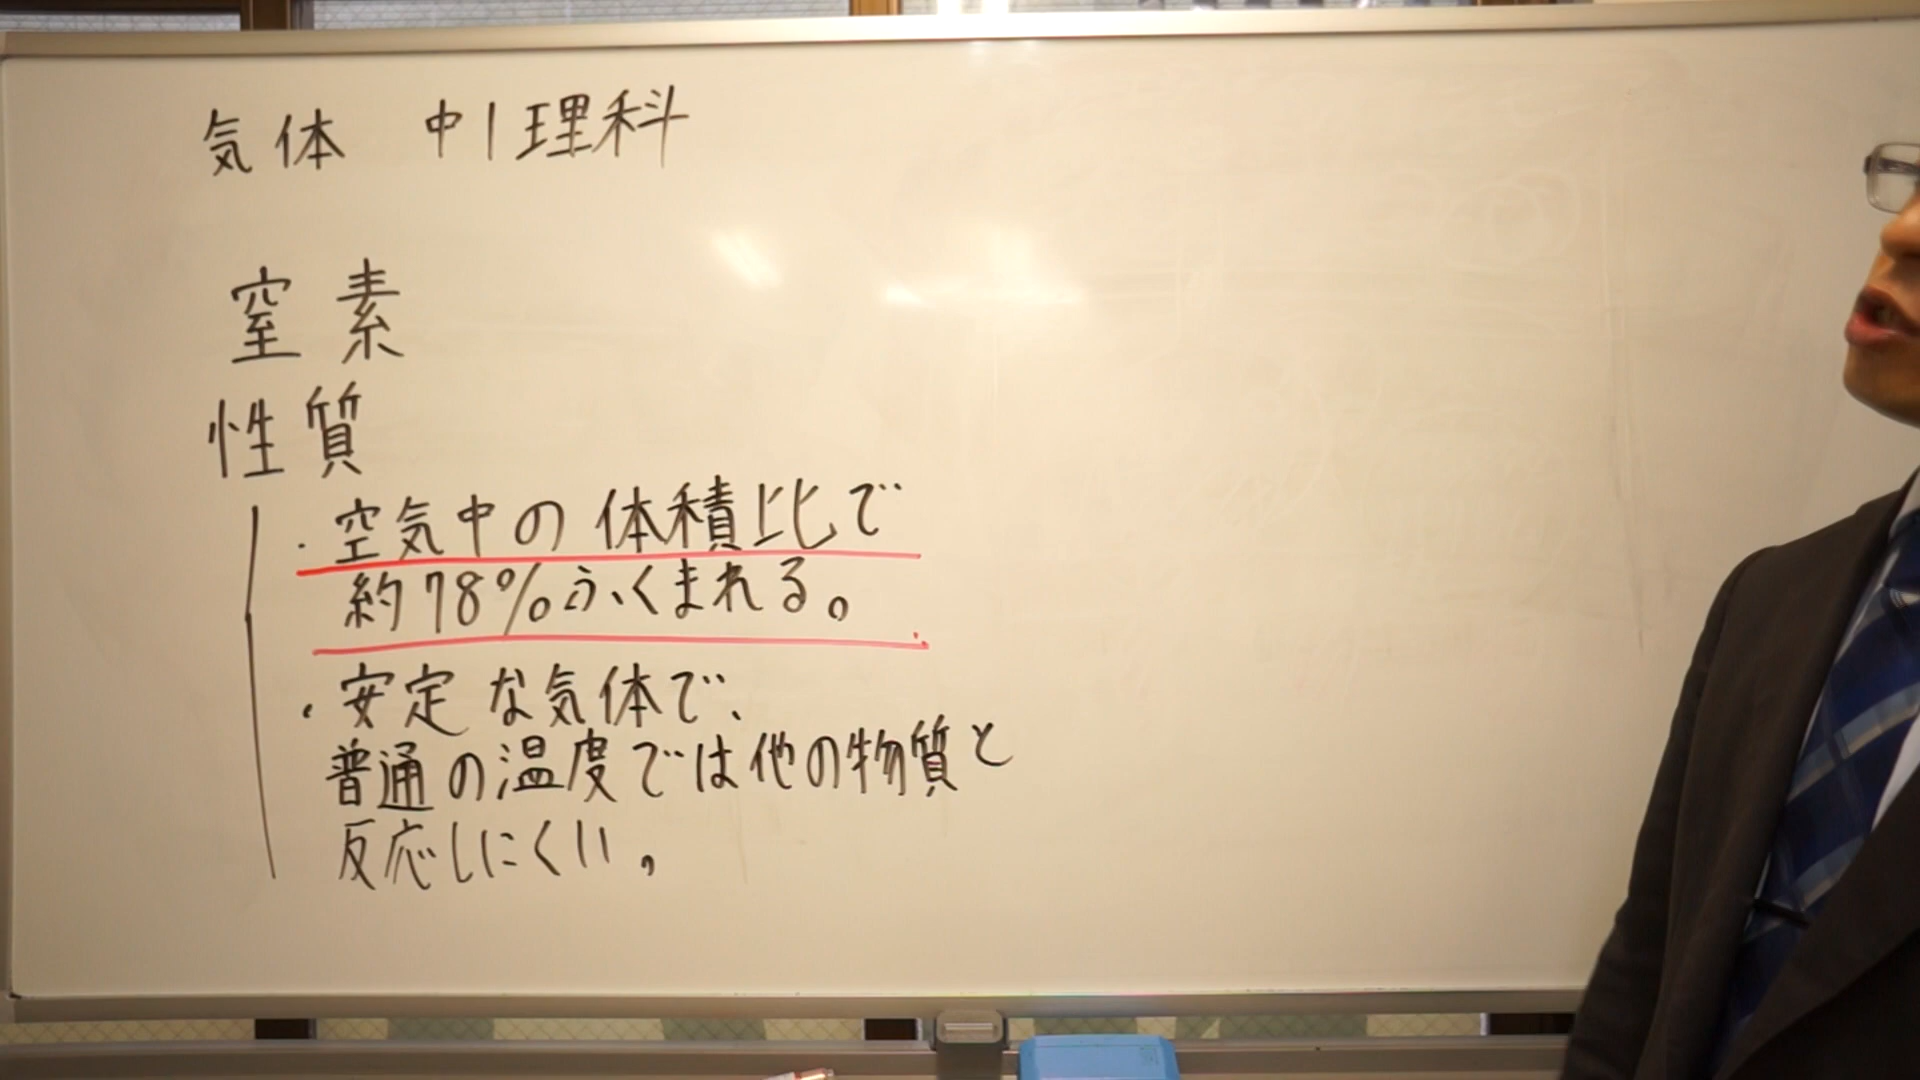 気体 中1理科
窒素
性質
・空気中の体積比で
約78%ふくまれる。
・安定な気体で、
普通の温度では他の物質と
反応しにくい。